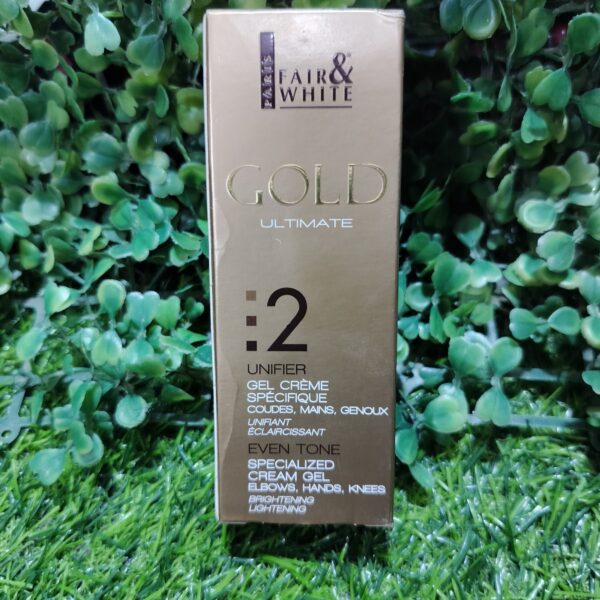 PARIS
FAIR &
WHITE
GOLD
ULTIMATE
2
UNIFIER
GEL CRÈME
SPÉCIFIQUE
COUDES, MAINS, GENOUX
UNIFIANT
ÉCLAIRCISSANT
EVEN TONE
SPECIALIZED
CREAM GEL
ELBOWS, HANDS, KNEES
BRIGHTENING
LIGHTENING